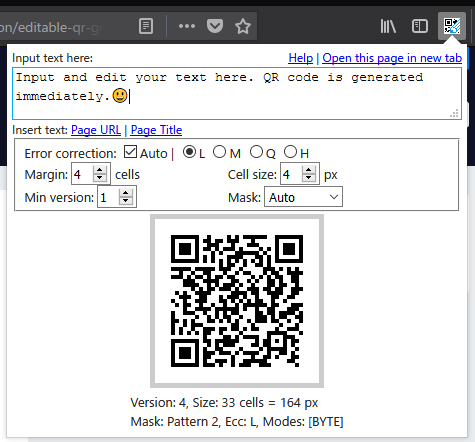 on/editable-qr-g
Input text here: Help | Open this page in new tab
Input and edit your text here. QR code is generated
immediately.😃
Insert text: Page URL | Page Title
Error correction: Auto | L M Q H
Margin: 4 cells Cell size: 4 px
Min version: 1 Mask: Auto
Version: 4, Size: 33 cells = 164 px
Mask: Pattern 2, Ecc: L, Modes: [BYTE]